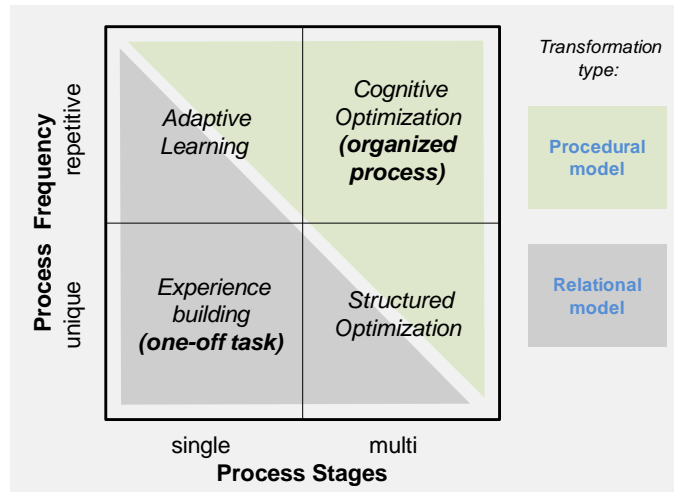 Process Frequency
repetitive
unique
Adaptive
Learning
Cognitive
Optimization
(organized
process)
Experience
building
(one-off task)
Structured
Optimization
single
multi
Process Stages
Transformation
type:
Procedural
model
Relational
model